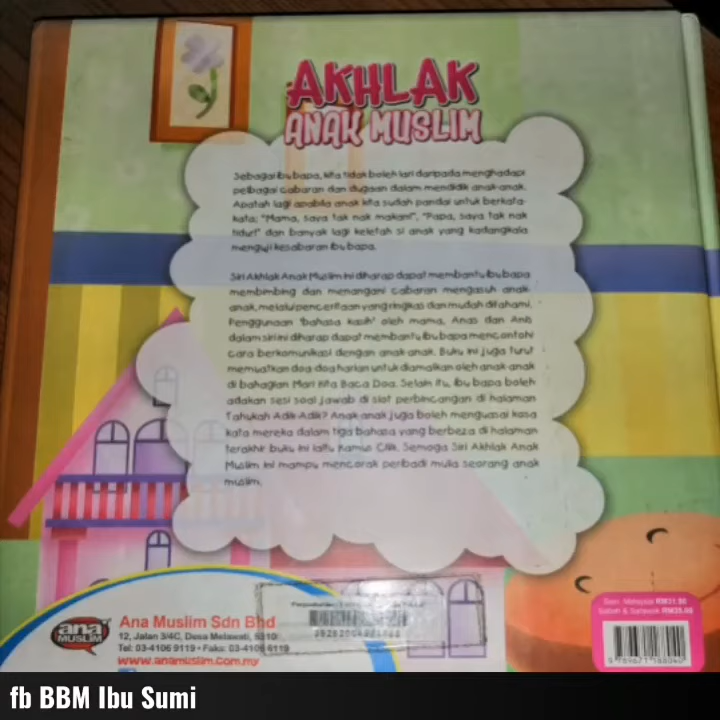 AKHLAK
ANAK MUSLIM
Sebagai ibu bapa, kita tidak boleh lari daripada menghadapi
pelbagai cabaran dan dugaan dalam mendidik anak-anak.
Apatah lagi apabila anak kita sudah pandai untuk berkata-
kata; "Mama, saya tak nak makan!", "Papa, saya tak nak
tidur!" dan banyak lagi keletah si anak yang kadangkala
menguji kesabaran ibu bapa.
Siri Akhlak Anak Muslim ini diharap dapat membantu ibu bapa
membimbing dan menangani cabaran mengasuh anak-
anak, melalui penceritaan yang ringkas dan mudah difahami.
Penggunaan 'bahasa kasih' oleh mama, Anas dan Anis
dalam siri ini diharap dapat membantu ibu bapa mencontohi
cara berkomunikasi dengan anak-anak. Buku ini juga turut
memuatkan doa-doa harian untuk diamalkan oleh anak-anak
di bahagian Mari Kita Baca Doa. Selain itu, ibu bapa boleh
adakan sesi soal jawab di slot perbincangan di halaman
Tahukah Adik-Adik? Anak-anak juga boleh menguasai kosa
kata mereka dalam tiga bahasa yang berbeza di halaman
terakhir buku ini iaitu Kamus Cilik. Semoga Siri Akhlak Anak
Muslim ini mampu mencorak peribadi mulia seorang anak
muslim.
ana
MUSLIM
Ana Muslim Sdn Bhd
12, Jalan 3/4C, Desa Melawati,
Tel: 03-4106 9119 • Faks: 03-
www.anamuslim.com.my
Sem. Malaysia RM31.90
Sabah & Sarawak
fb BBM Ibu Sumi